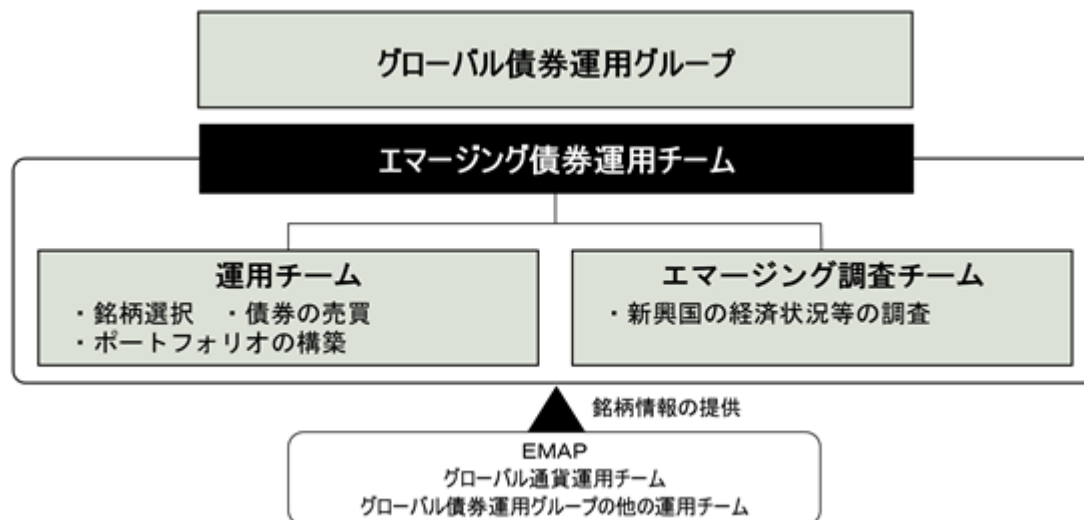 グローバル債券運用グループ
エマージング債券運用チーム
運用チーム
・銘柄選択　・債券の売買
・ポートフォリオの構築
エマージング調査チーム
・新興国の経済状況等の調査
銘柄情報の提供
EMAP
グローバル通貨運用チーム
グローバル債券運用グループの他の運用チーム